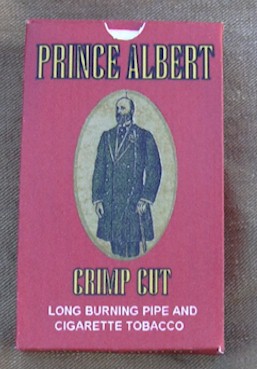 PRINCE ALBERT
CRIMP CUT
LONG BURNING PIPE AND
CIGARETTE TOBACCO